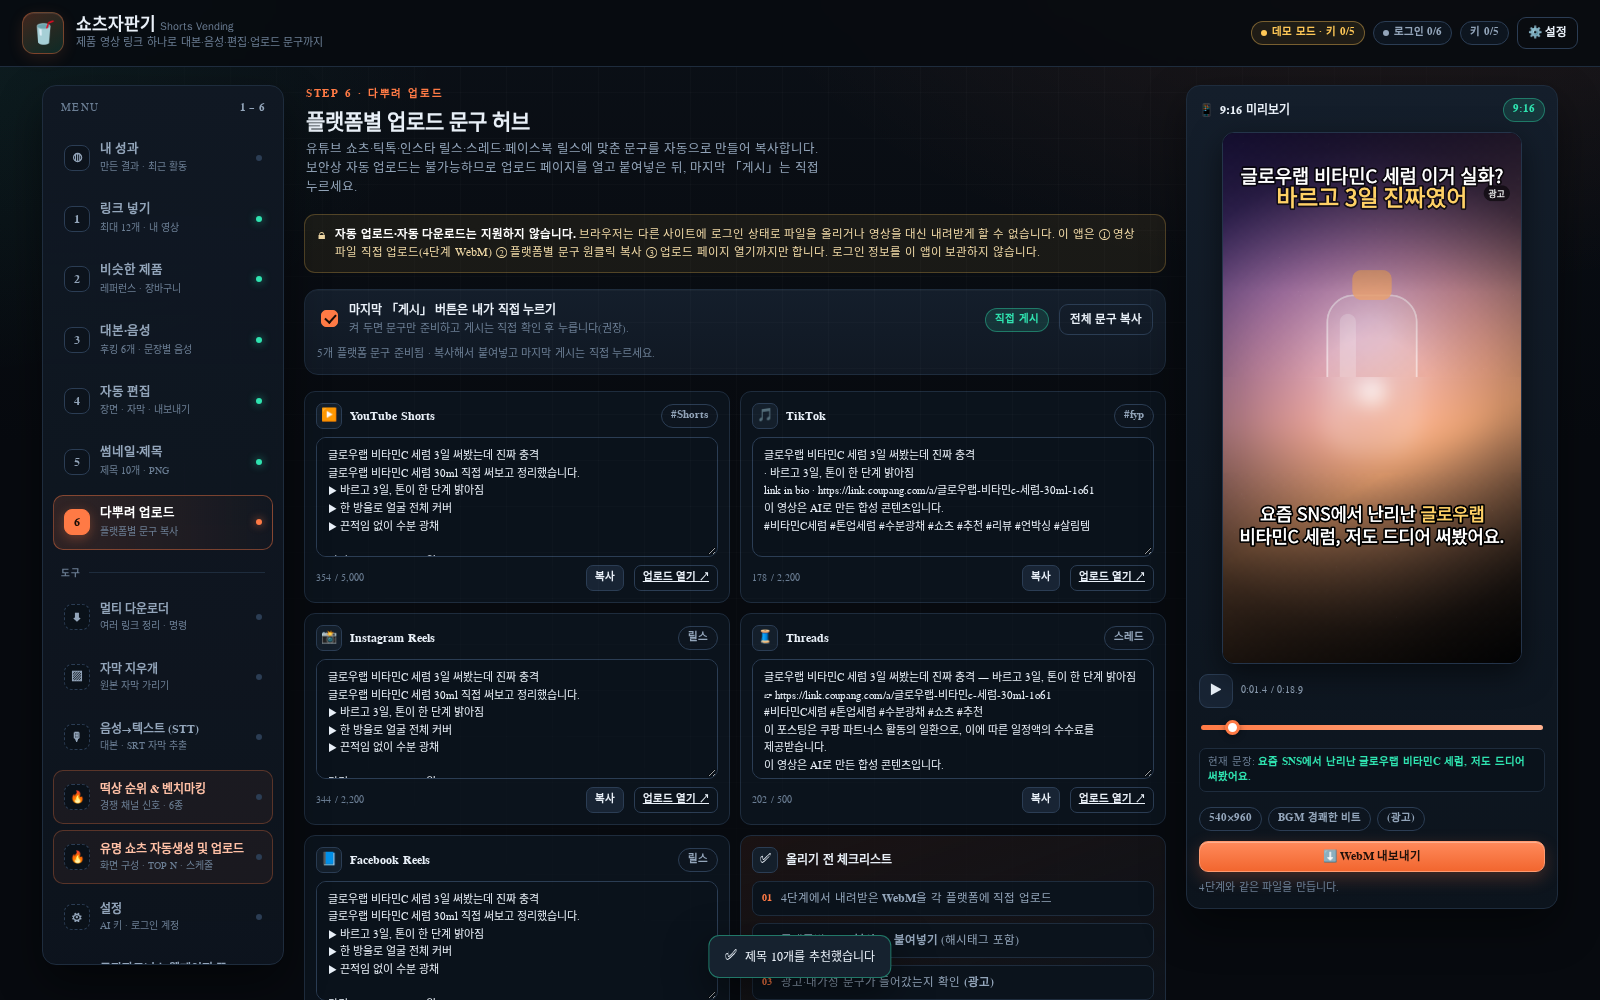 쇼츠자판기 Shorts Vending
제품 영상 링크 하나로 대본·음성·편집·업로드 문구까지
데모 모드 · 키 0/5
로그인 0/6
키 0/5
설정
MENU
1 – 6
내 성과
만든 결과 · 최근 활동
1
링크 넣기
최대 12개 · 내 영상
2
비슷한 제품
레퍼런스 · 장바구니
3
대본·음성
후킹 6개 · 문장별 음성
4
자동 편집
장면 · 자막 · 내보내기
5
썸네일·제목
제목 10개 · PNG
6
다뿌려 업로드
플랫폼별 문구 복사
도구
멀티 다운로더
여러 링크 정리 · 명령
자막 지우개
원본 자막 가리기
음성→텍스트 (STT)
대본 · SRT 자막 추출
떡상 순위 & 벤치마킹
경쟁 채널 신호 · 6종
유명 쇼츠 자동생성 및 업로드
화면 구성 · TOP N · 스케줄
설정
AI 키 · 로그인 계정
STEP 6 · 다뿌려 업로드
플랫폼별 업로드 문구 허브
유튜브 쇼츠·틱톡·인스타 릴스·스레드·페이스북 릴스에 맞춘 문구를 자동으로 만들어 복사합니다.
보안상 자동 업로드는 불가능하므로 업로드 페이지를 열고 붙여넣은 뒤, 마지막 「게시」는 직접
누르세요.
자동 업로드·자동 다운로드는 지원하지 않습니다. 브라우저는 다른 사이트에 로그인 상태로 파일을 올리거나 영상을 대신 내려받게 할 수 없습니다. 이 앱은 ① 영상
파일 직접 업로드(4단계 WebM) ② 플랫폼별 문구 원클릭 복사 ③ 업로드 페이지 열기까지만 합니다. 로그인 정보를 이 앱이 보관하지 않습니다.
마지막 「게시」 버튼은 내가 직접 누르기
켜 두면 문구만 준비하고 게시는 직접 확인 후 누릅니다(권장).
직접 게시
전체 문구 복사
5개 플랫폼 문구 준비됨 · 복사해서 붙여넣고 마지막 게시는 직접 누르세요.
YouTube Shorts
#Shorts
글로우랩 비타민C 세럼 3일 써봤는데 진짜 충격
글로우랩 비타민C 세럼 30ml 직접 써보고 정리했습니다.
▶ 바르고 3일, 톤이 한 단계 밝아짐
▶ 한 방울로 얼굴 전체 커버
▶ 끈적임 없이 수분 광채
354 / 5,000
복사
업로드 열기 ↗
TikTok
#fyp
글로우랩 비타민C 세럼 3일 써봤는데 진짜 충격
· 바르고 3일, 톤이 한 단계 밝아짐
link in bio · https://link.coupang.com/a/글로우랩-비타민c-세럼-30ml-1o61
이 영상은 AI로 만든 합성 콘텐츠입니다.
#비타민C세럼 #톤업세럼 #수분광채 #쇼츠 #추천 #리뷰 #언박싱 #살림템
178 / 2,200
복사
업로드 열기 ↗
Instagram Reels
릴스
글로우랩 비타민C 세럼 3일 써봤는데 진짜 충격
글로우랩 비타민C 세럼 30ml 직접 써보고 정리했습니다.
▶ 바르고 3일, 톤이 한 단계 밝아짐
▶ 한 방울로 얼굴 전체 커버
▶ 끈적임 없이 수분 광채
344 / 2,200
복사
업로드 열기 ↗
Threads
스레드
글로우랩 비타민C 세럼 3일 써봤는데 진짜 충격 — 바르고 3일, 톤이 한 단계 밝아짐
👉 https://link.coupang.com/a/글로우랩-비타민c-세럼-30ml-1o61
#비타민C세럼 #톤업세럼 #수분광채 #쇼츠 #추천
이 포스팅은 쿠팡 파트너스 활동의 일환으로, 이에 따른 일정액의 수수료를
제공받습니다.
이 영상은 AI로 만든 합성 콘텐츠입니다.
202 / 500
복사
업로드 열기 ↗
Facebook Reels
릴스
글로우랩 비타민C 세럼 3일 써봤는데 진짜 충격
글로우랩 비타민C 세럼 30ml 직접 써보고 정리했습니다.
▶ 바르고 3일, 톤이 한 단계 밝아짐
▶ 한 방울로 얼굴 전체 커버
▶ 끈적임 없이 수분 광채
올리기 전 체크리스트
01 4단계에서 내려받은 WebM을 각 플랫폼에 직접 업로드
붙여넣기 (해시태그 포함)
03 광고·대가성 문구가 들어갔는지 확인 (광고)
제목 10개를 추천했습니다
9:16 미리보기
9:16
글로우랩 비타민C 세럼 이거 실화?
바르고 3일 진짜였어
광고
요즘 SNS에서 난리난 글로우랩
비타민C 세럼, 저도 드디어 써봤어요.
0:01.4 / 0:18.9
현재 문장: 요즘 SNS에서 난리난 글로우랩 비타민C 세럼, 저도 드디어
써봤어요.
540×960
BGM 경쾌한 비트
(광고)
WebM 내보내기
4단계와 같은 파일을 만듭니다.